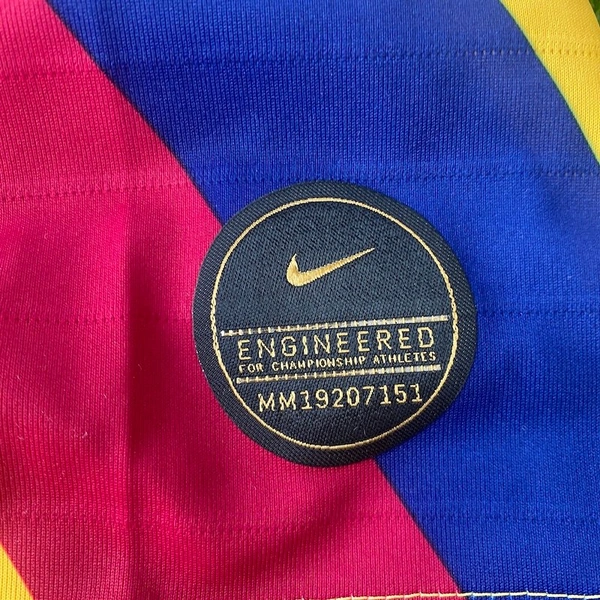 ENGINEERED
FOR CHAMPIONSHIP ATHLETES
MM19207151